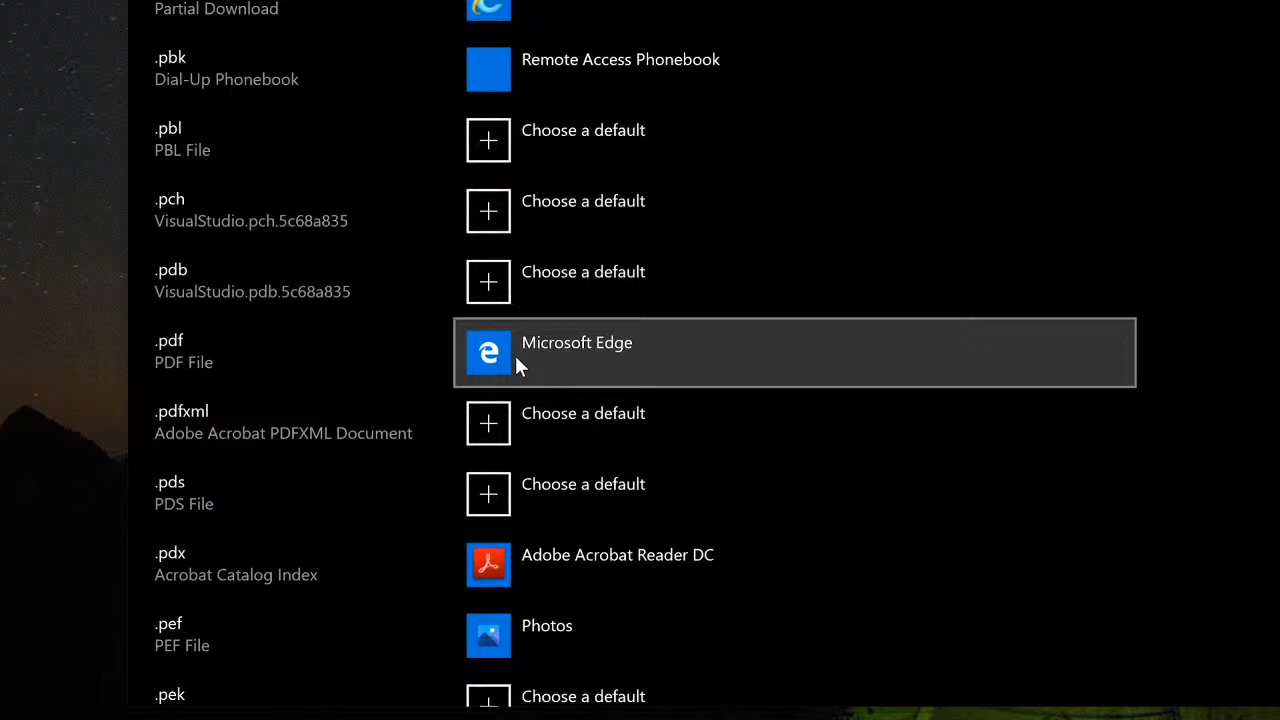 Partial Download
.pbk
Remote Access Phonebook
Dial-Up Phonebook
.pbl
Choose a default
PBL File
.pch
Choose a default
VisualStudio.pch.5c68a835
.pdb
Choose a default
VisualStudio.pdb.5c68a835
.pdf
Microsoft Edge
PDF File
.pdfxml
Choose a default
Adobe Acrobat PDFXML Document
.pds
Choose a default
PDS File
.pdx
Adobe Acrobat Reader DC
Acrobat Catalog Index
.pef
Photos
PEF File
.pek
Choose a default